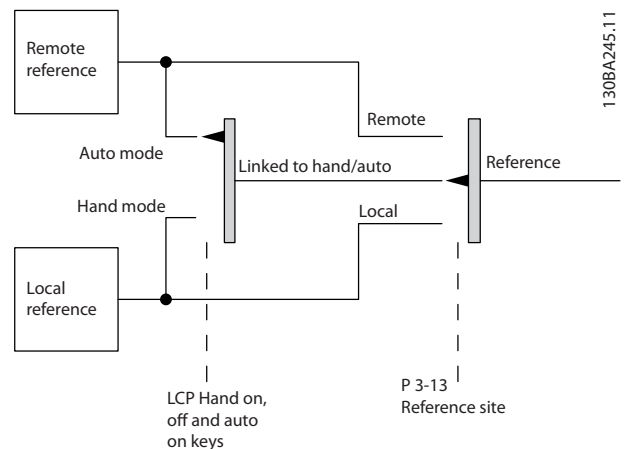 Remote
reference
130BA245.11
Remote
Auto mode
Linked to hand/auto
Reference
Hand mode
Local
Local
reference
LCP Hand on,
off and auto
on keys
P 3-13
Reference site